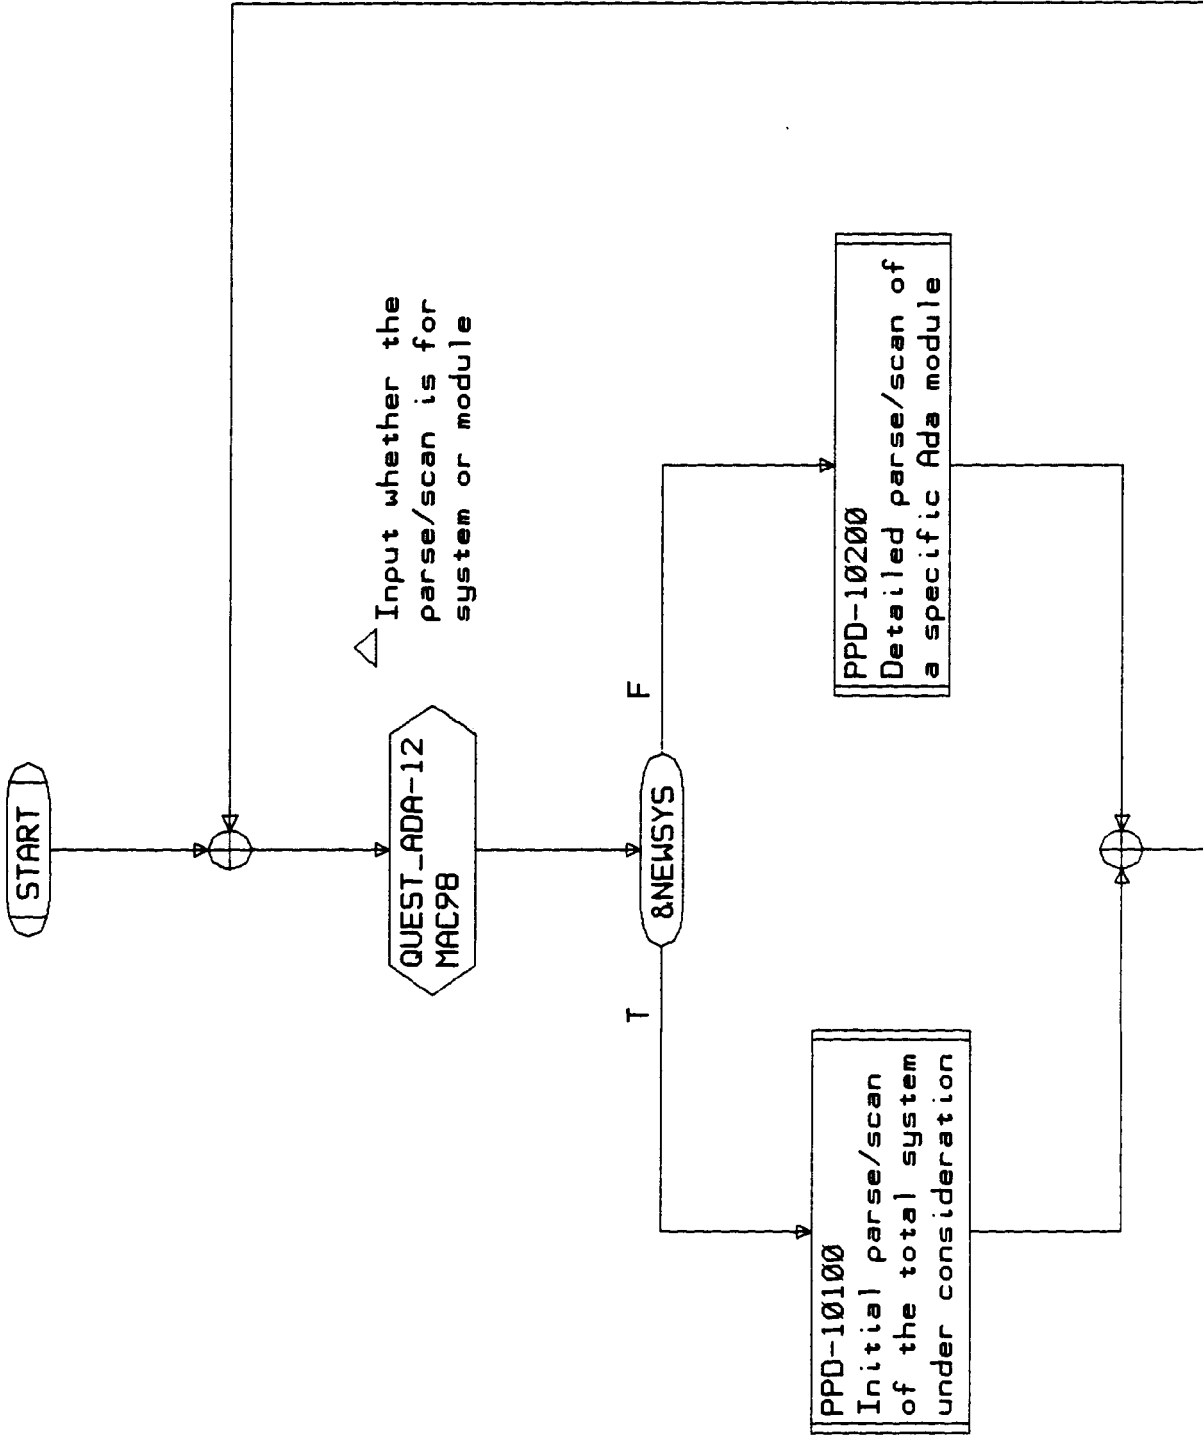 START
QUEST_ADA-12
MAC98
Input whether the
parse/scan is for
system or module
&NEWSYS
T
F
PPD-10100
Initial parse/scan
of the total system
under consideration
PPD-10200
Detailed parse/scan of
a specific Ada module